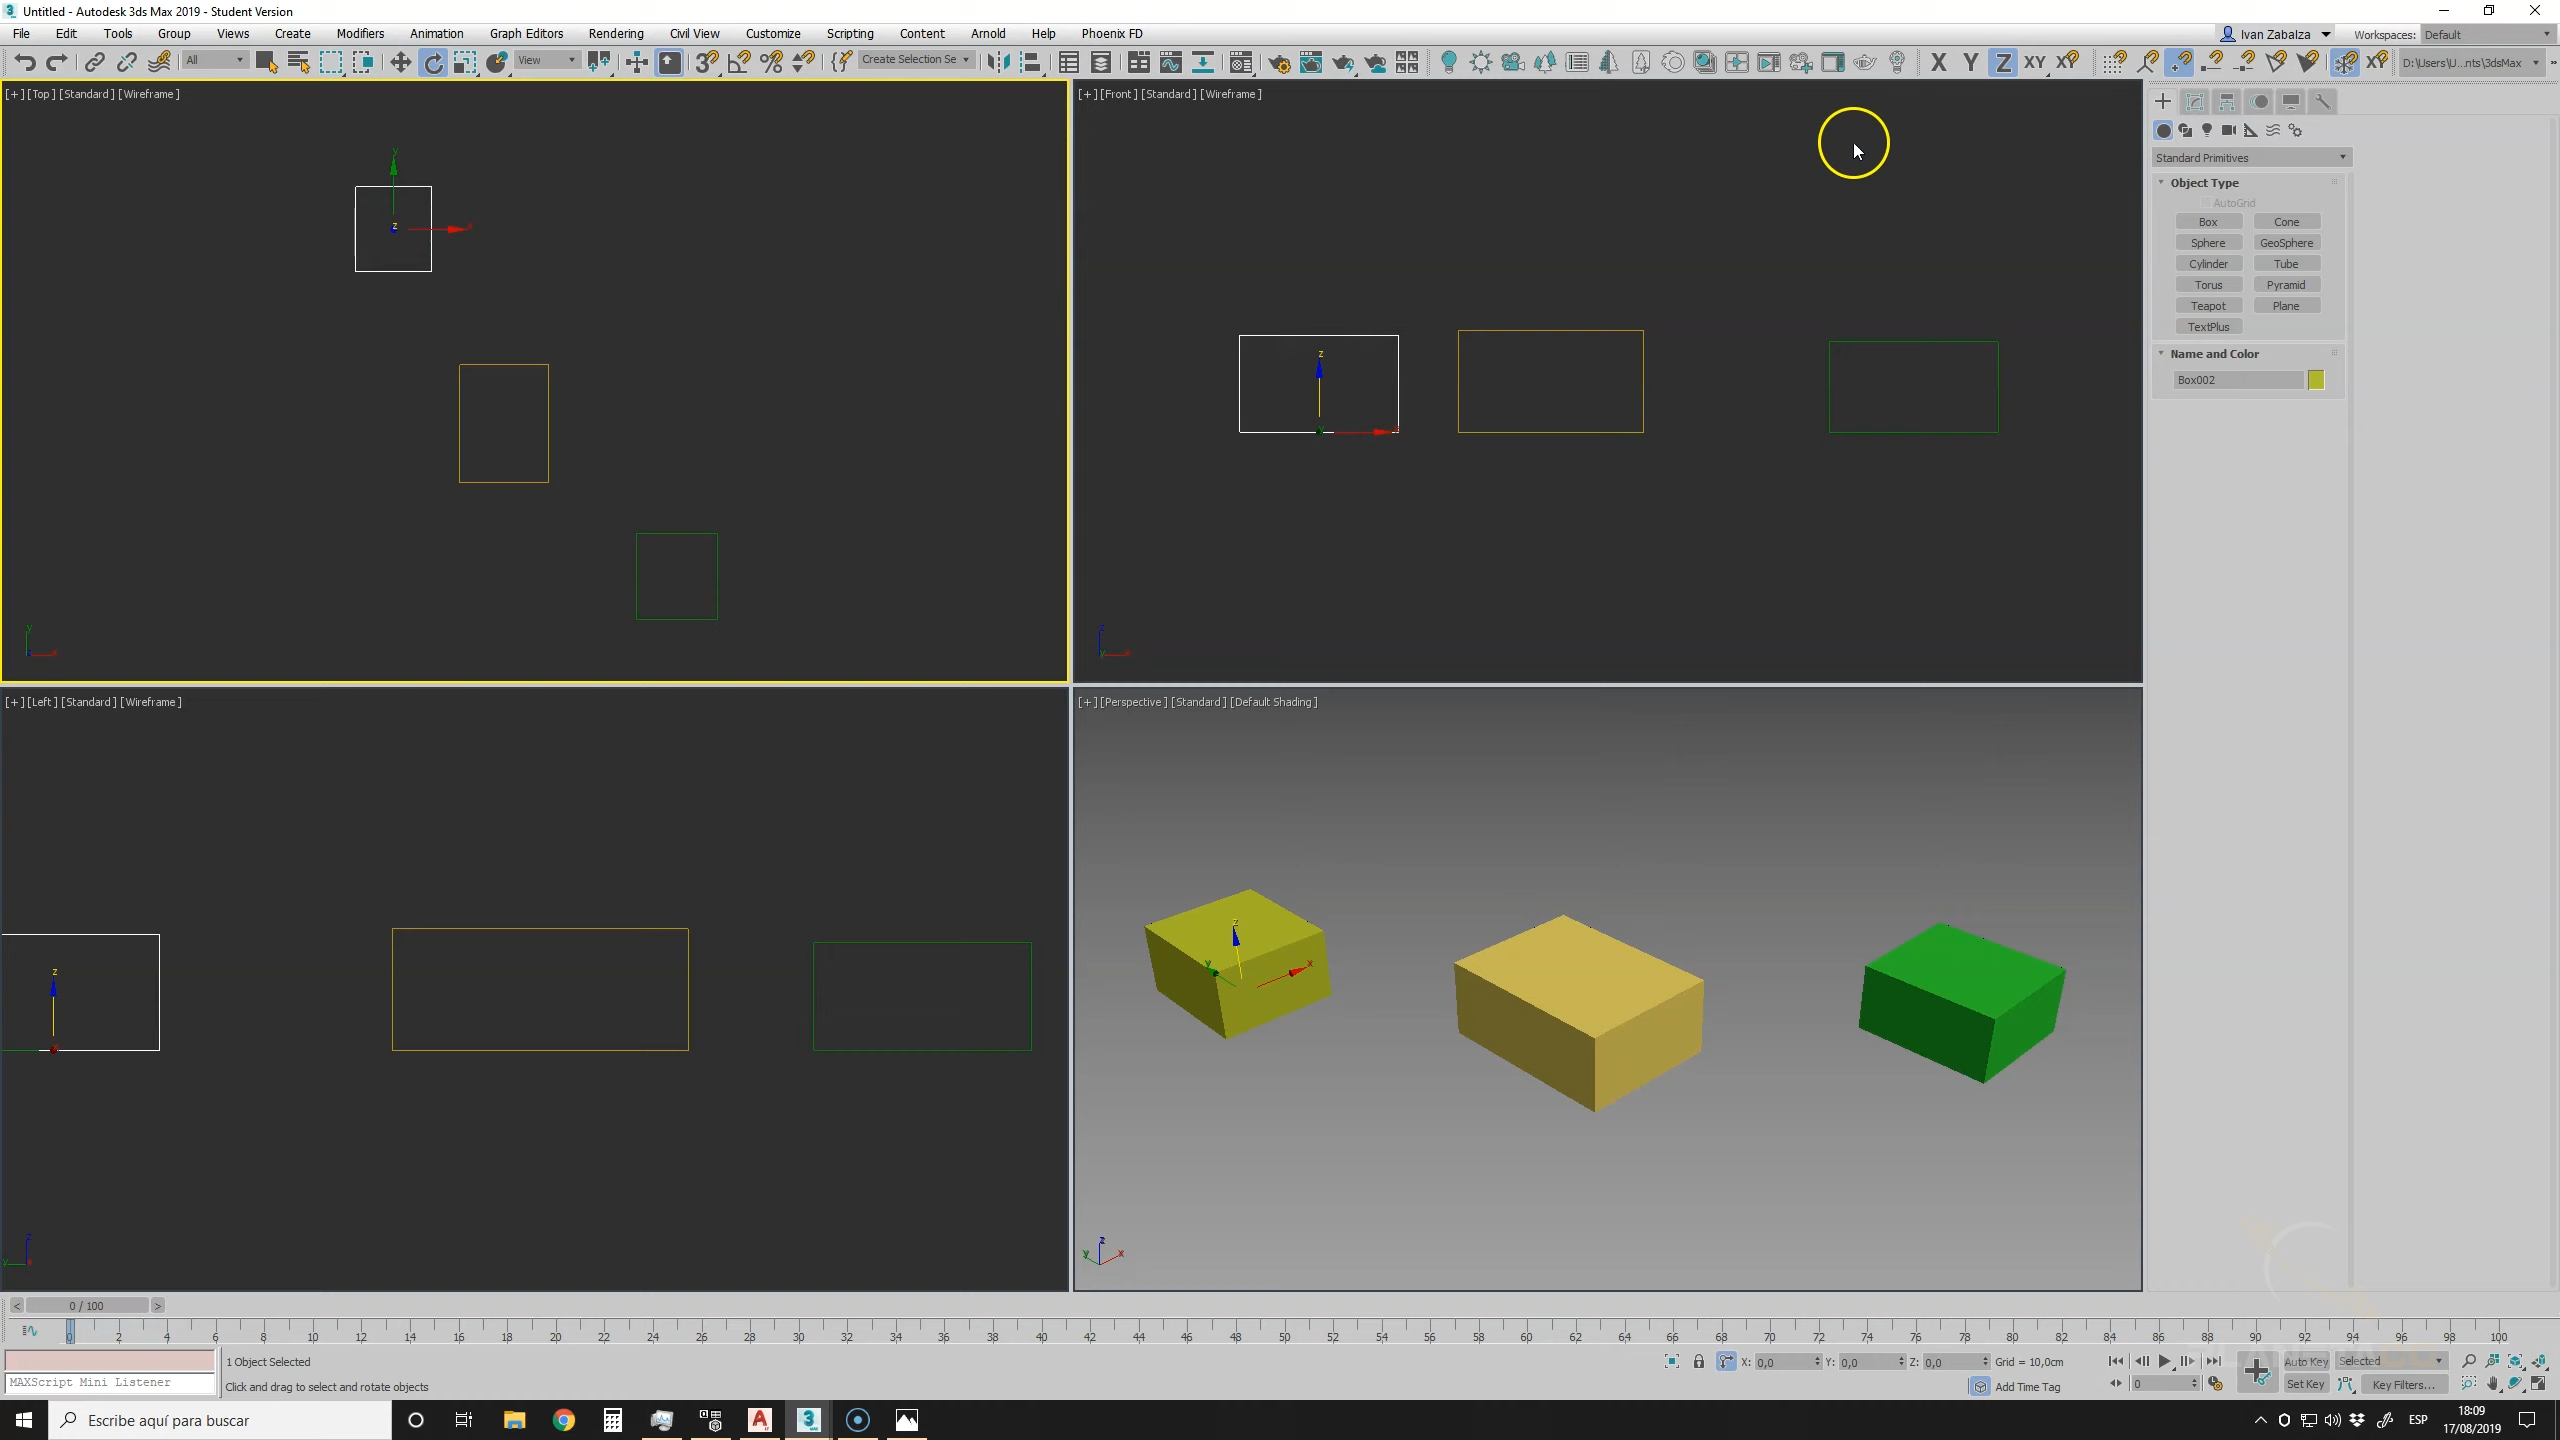 Untitled - Autodesk 3ds Max 2019 - Student Version
File Edit Tools Group Views Create Modifiers Animation Graph Editors Rendering Civil View Customize Scripting Content Arnold Help Phoenix FD
Ivan Zabalza Workspaces: Default
All View Create Selection Se X Y Z XY XY XY D:\Users\U...nts\3dsMax
[+] [Top] [Standard] [Wireframe]
[+] [Front] [Standard] [Wireframe]
y
z
x
z
y
x
y
x
z
y
x
Standard Primitives
Object Type
AutoGrid
Box Cone
Sphere GeoSphere
Cylinder Tube
Torus Pyramid
Teapot Plane
TextPlus
Name and Color
Box002
[+] [Left] [Standard] [Wireframe]
[+] [Perspective] [Standard] [Default Shading]
z
z
y
x
z
y
z
y
x
< 0 / 100 >
0 2 4 6 8 10 12 14 16 18 20 22 24 26 28 30 32 34 36 38 40 42 44 46 48 50 52 54 56 58 60 62 64 66 68 70 72 74 76 78 80 82 84 86 88 90 92 94 96 98 100
1 Object Selected
X: 0,0 Y: 0,0 Z: 0,0 Grid = 10,0cm
Auto Key Selected
MAXScript Mini Listener
Click and drag to select and rotate objects
Add Time Tag
0
Set Key Key Filters...
Escribe aquí para buscar
ESP
18:09
17/08/2019